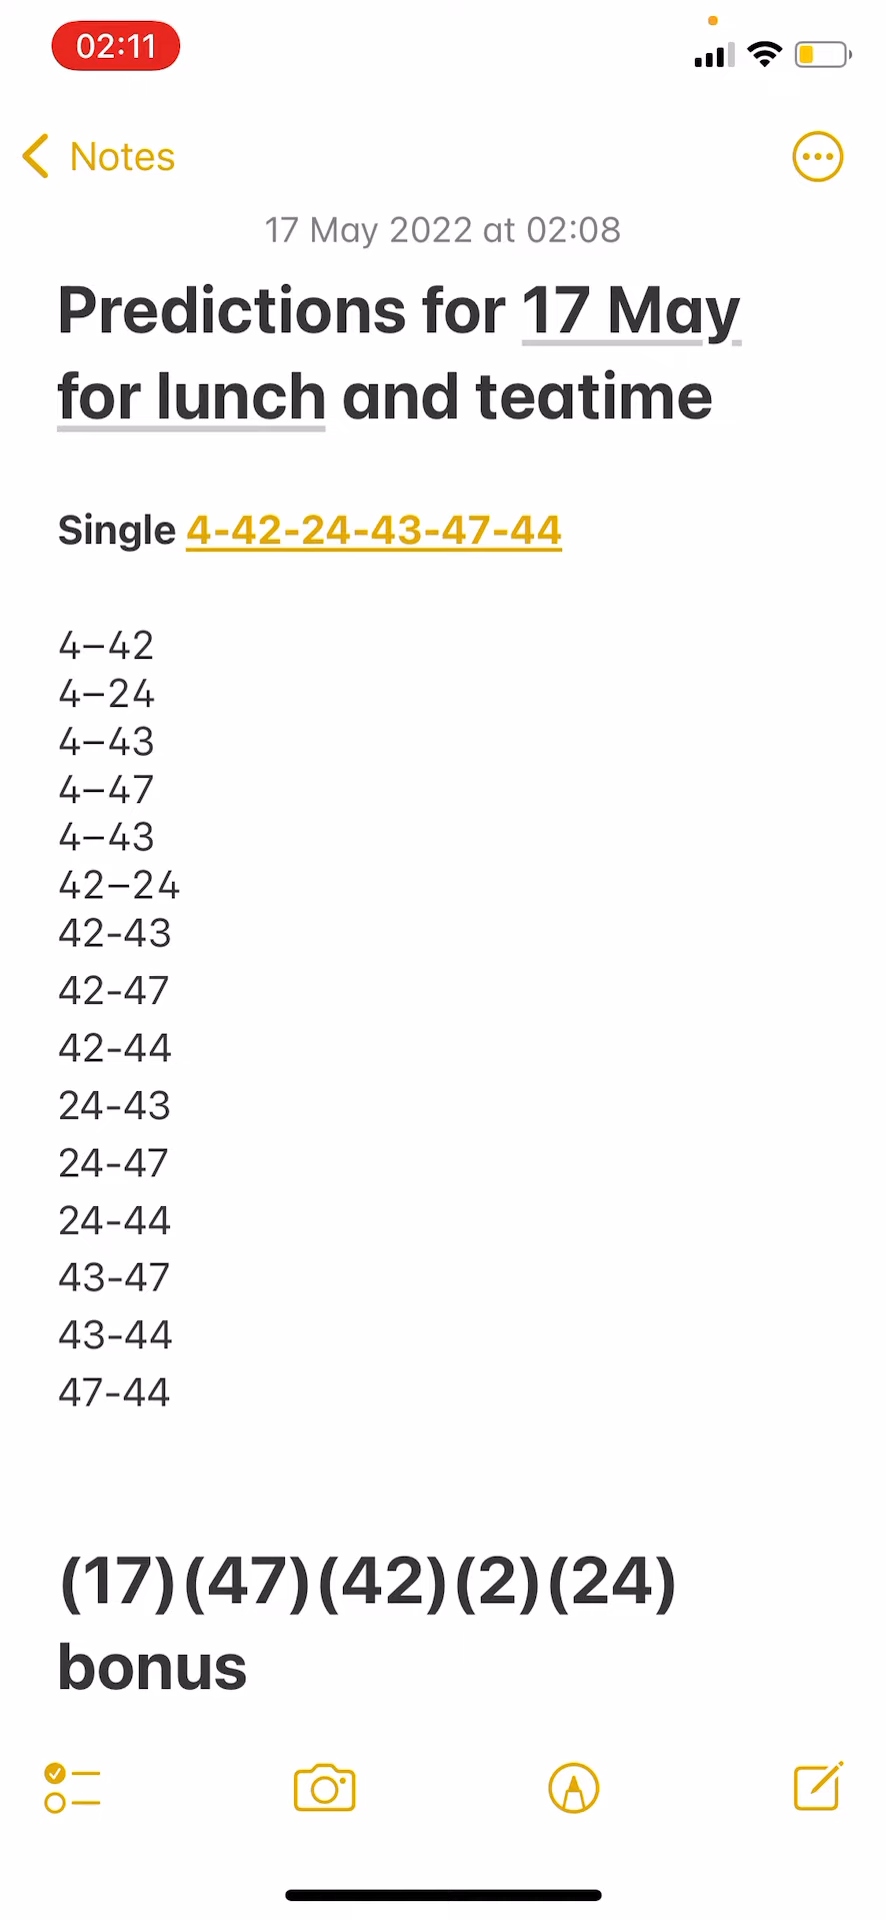 02:11
Notes
17 May 2022 at 02:08
Predictions for 17 May
for lunch and teatime
Single 4-42-24-43-47-44
4–42
4–24
4–43
4–47
4–43
42–24
42-43
42-47
42-44
24-43
24-47
24-44
43-47
43-44
47-44
(17)(47)(42)(2)(24)
bonus